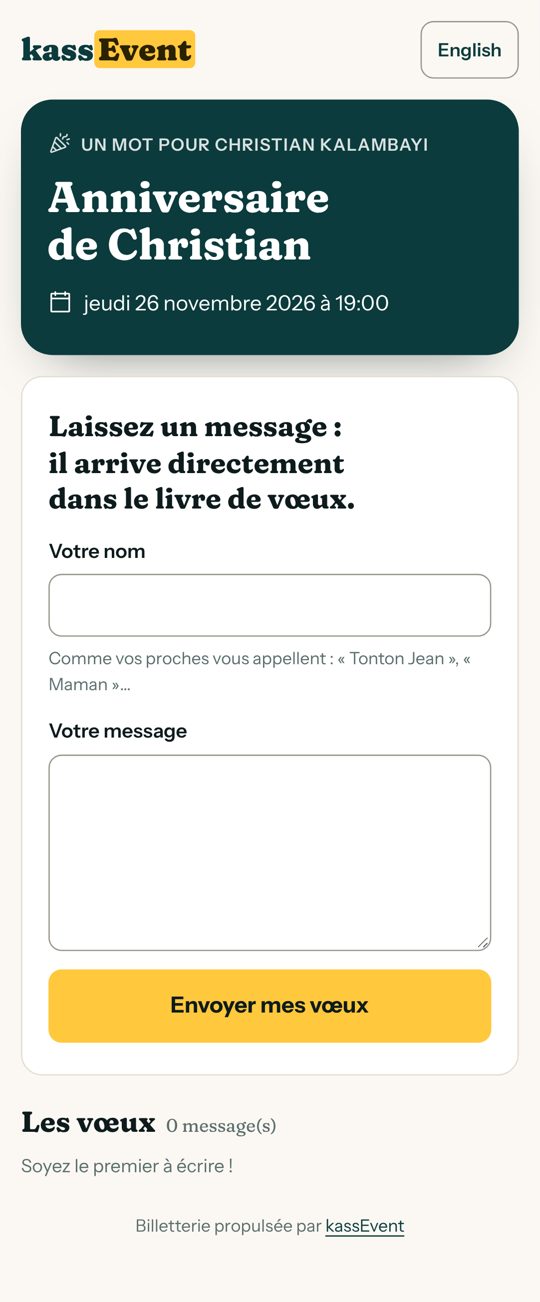 kassEvent
English
UN MOT POUR CHRISTIAN KALAMBAYI
Anniversaire
de Christian
jeudi 26 novembre 2026 à 19:00
Laissez un message :
il arrive directement
dans le livre de vœux.
Votre nom
Comme vos proches vous appellent : « Tonton Jean », «
Maman »…
Votre message
Envoyer mes vœux
Les vœux 0 message(s)
Soyez le premier à écrire !
Billetterie propulsée par kassEvent